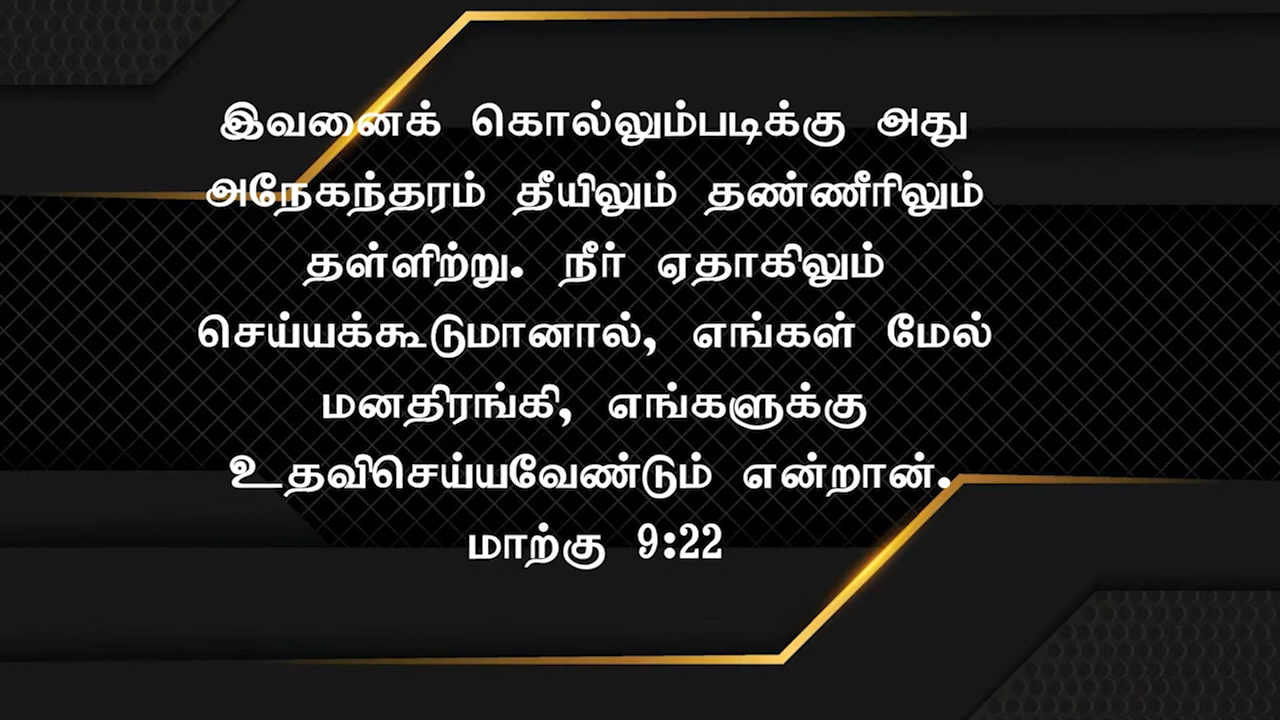 இவனைக் கொல்லும்படிக்கு அது
அநேகந்தரம் தீயிலும் தண்ணீரிலும்
தள்ளிற்று. நீர் ஏதாகிலும்
செய்யக்கூடுமானால், எங்கள் மேல்
மனதிரங்கி, எங்களுக்கு
உதவிசெய்யவேண்டும் என்றான்.
மாற்கு 9:22